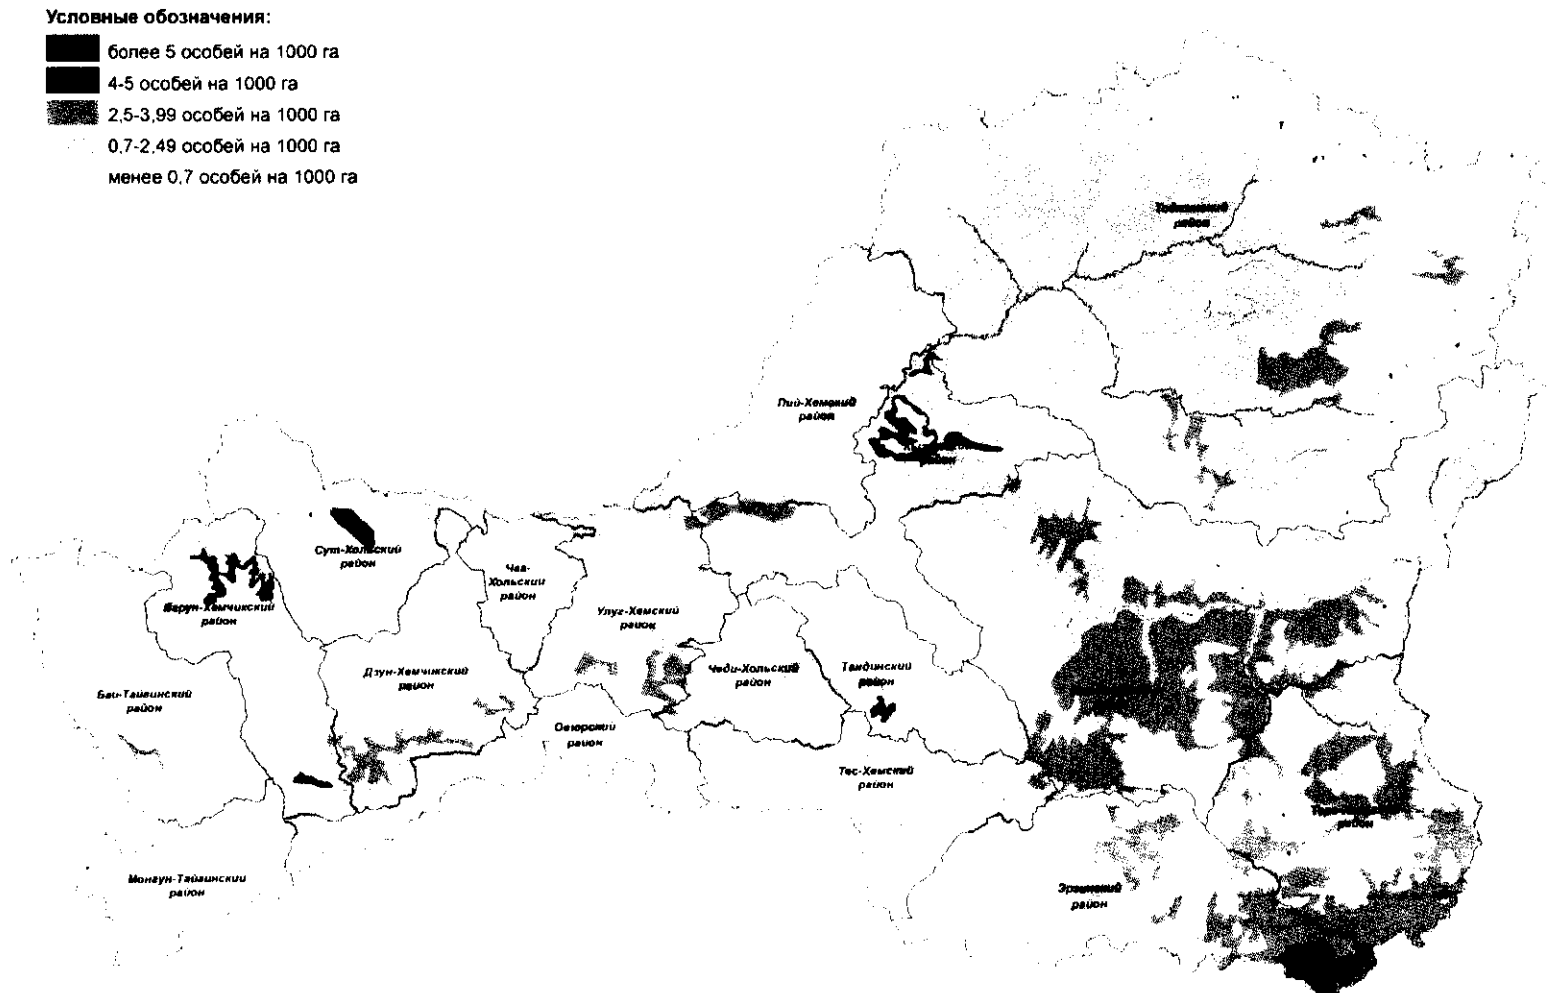 Условные обозначения:
более 5 особей на 1000 га
4-5 особей на 1000 га
2,5-3,99 особей на 1000 га
0,7-2,49 особей на 1000 га
менее 0,7 особей на 1000 га
район
Пий-Хемский
район
район
Сут-Хольский
район
Чаа-
Хольский
район
Барун-Хемчикский
район
Улуг-Хемский
район
Дзун-Хемчикский
район
Чеди-Хольский
район
Тандинский
район
Бай-Тайгинский
район
Овюрский
район
Тес-Хемский
район
район
Монгун-Тайгинский
район
Эрзинский
район